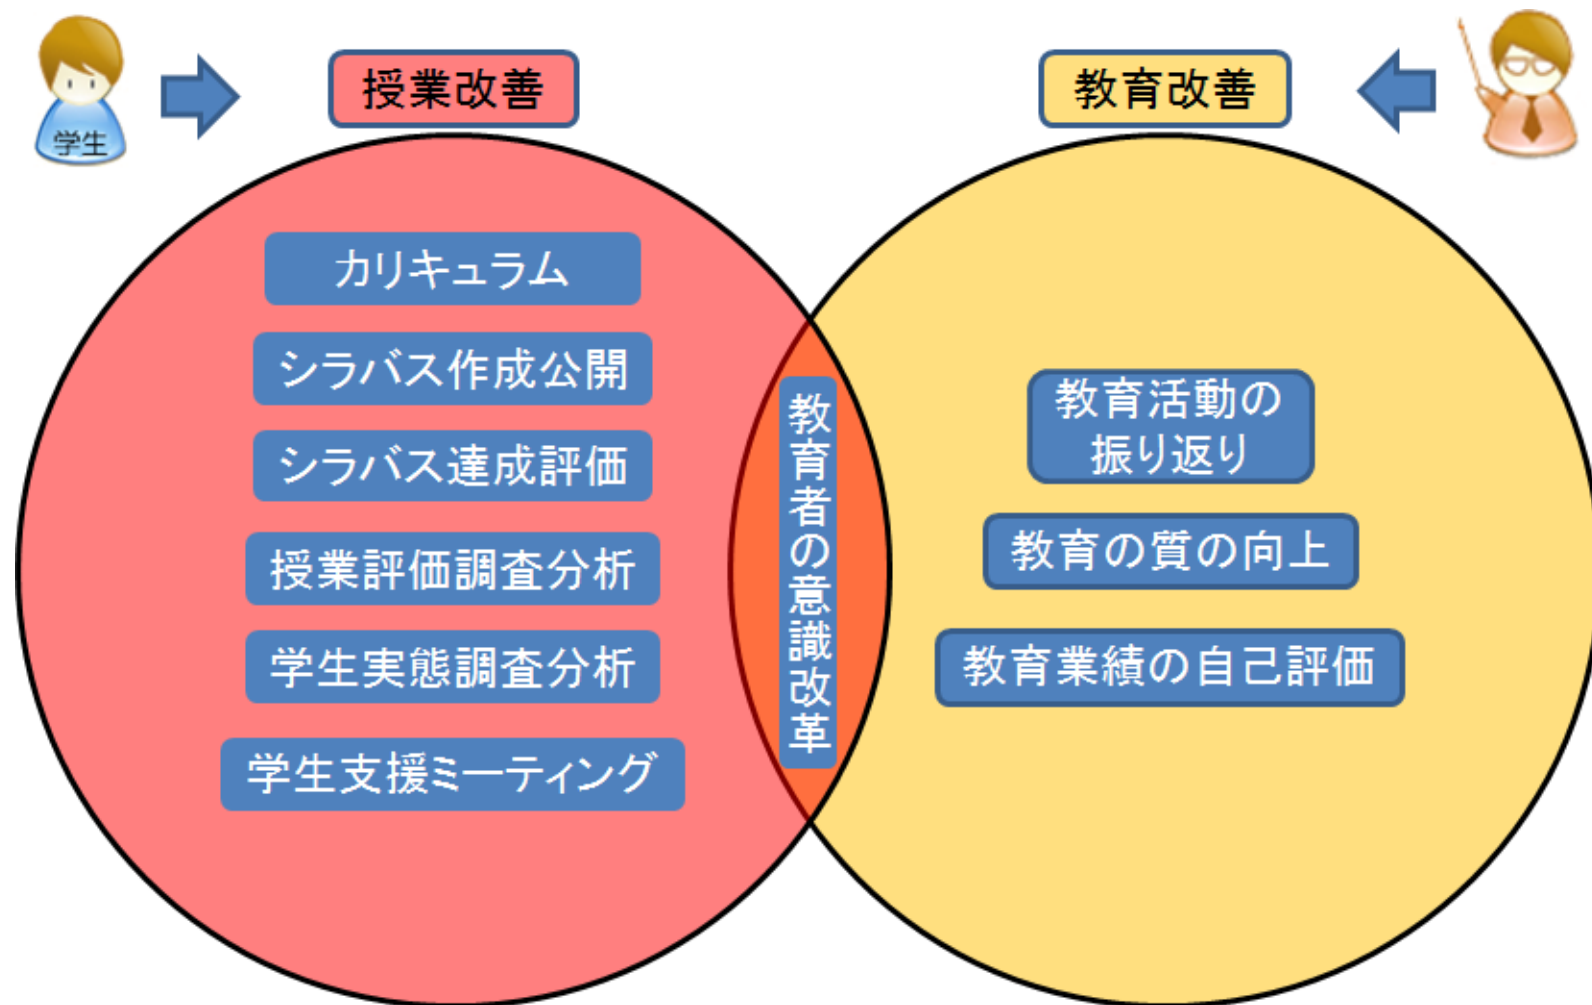 学生
授業改善
教育改善
カリキュラム
シラバス作成公開
シラバス達成評価
授業評価調査分析
学生実態調査分析
学生支援ミーティング
教育者の意識改革
教育活動の
振り返り
教育の質の向上
教育業績の自己評価